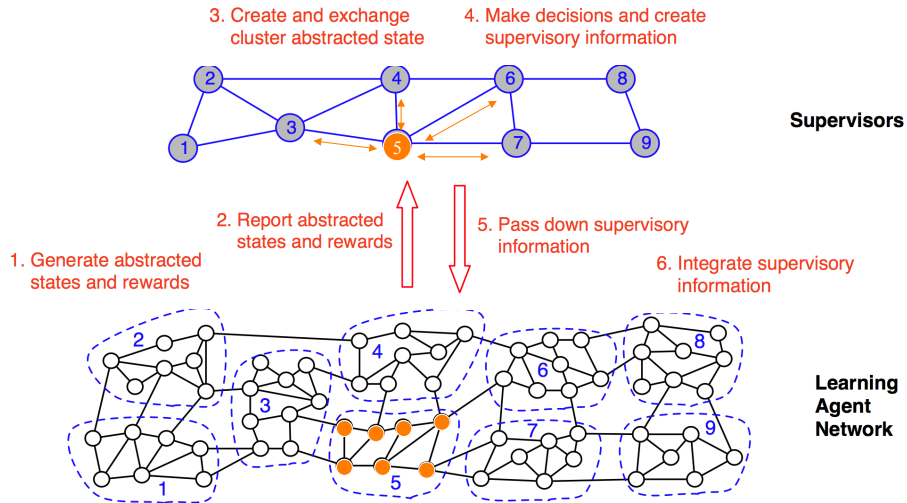 3. Create and exchange
cluster abstracted state
4. Make decisions and create
supervisory information
2
4
6
8
3
1
5
7
9
Supervisors
2. Report abstracted
states and rewards
5. Pass down supervisory
information
1. Generate abstracted
states and rewards
6. Integrate supervisory
information
2
4
6
8
3
7
9
1
5
Learning
Agent
Network